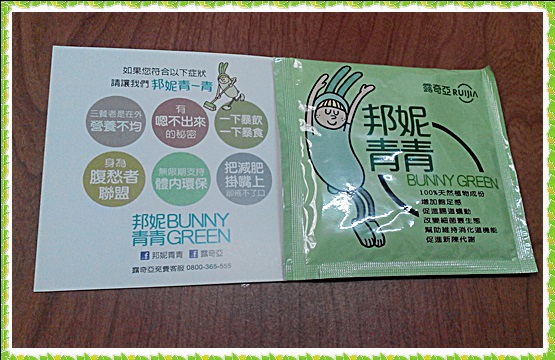 如果您符合以下症狀
請讓我們 邦妮青一青
三餐老是在外
營養不均
有
嗯不出來
的秘密
一下暴飲
一下暴食
身為
腹愁者
聯盟
無限期支持
體內環保
把減肥
掛嘴上
邦妮BUNNY
青青GREEN
邦妮青青 露奇亞
露奇亞免費客服 0800-365-555
露奇亞 RUIJIA
邦妮
青青
BUNNY GREEN
100%天然植物成份
增加飽足感
促進腸道蠕動
改變細菌叢生態
幫助維持消化道機能
促進新陳代謝